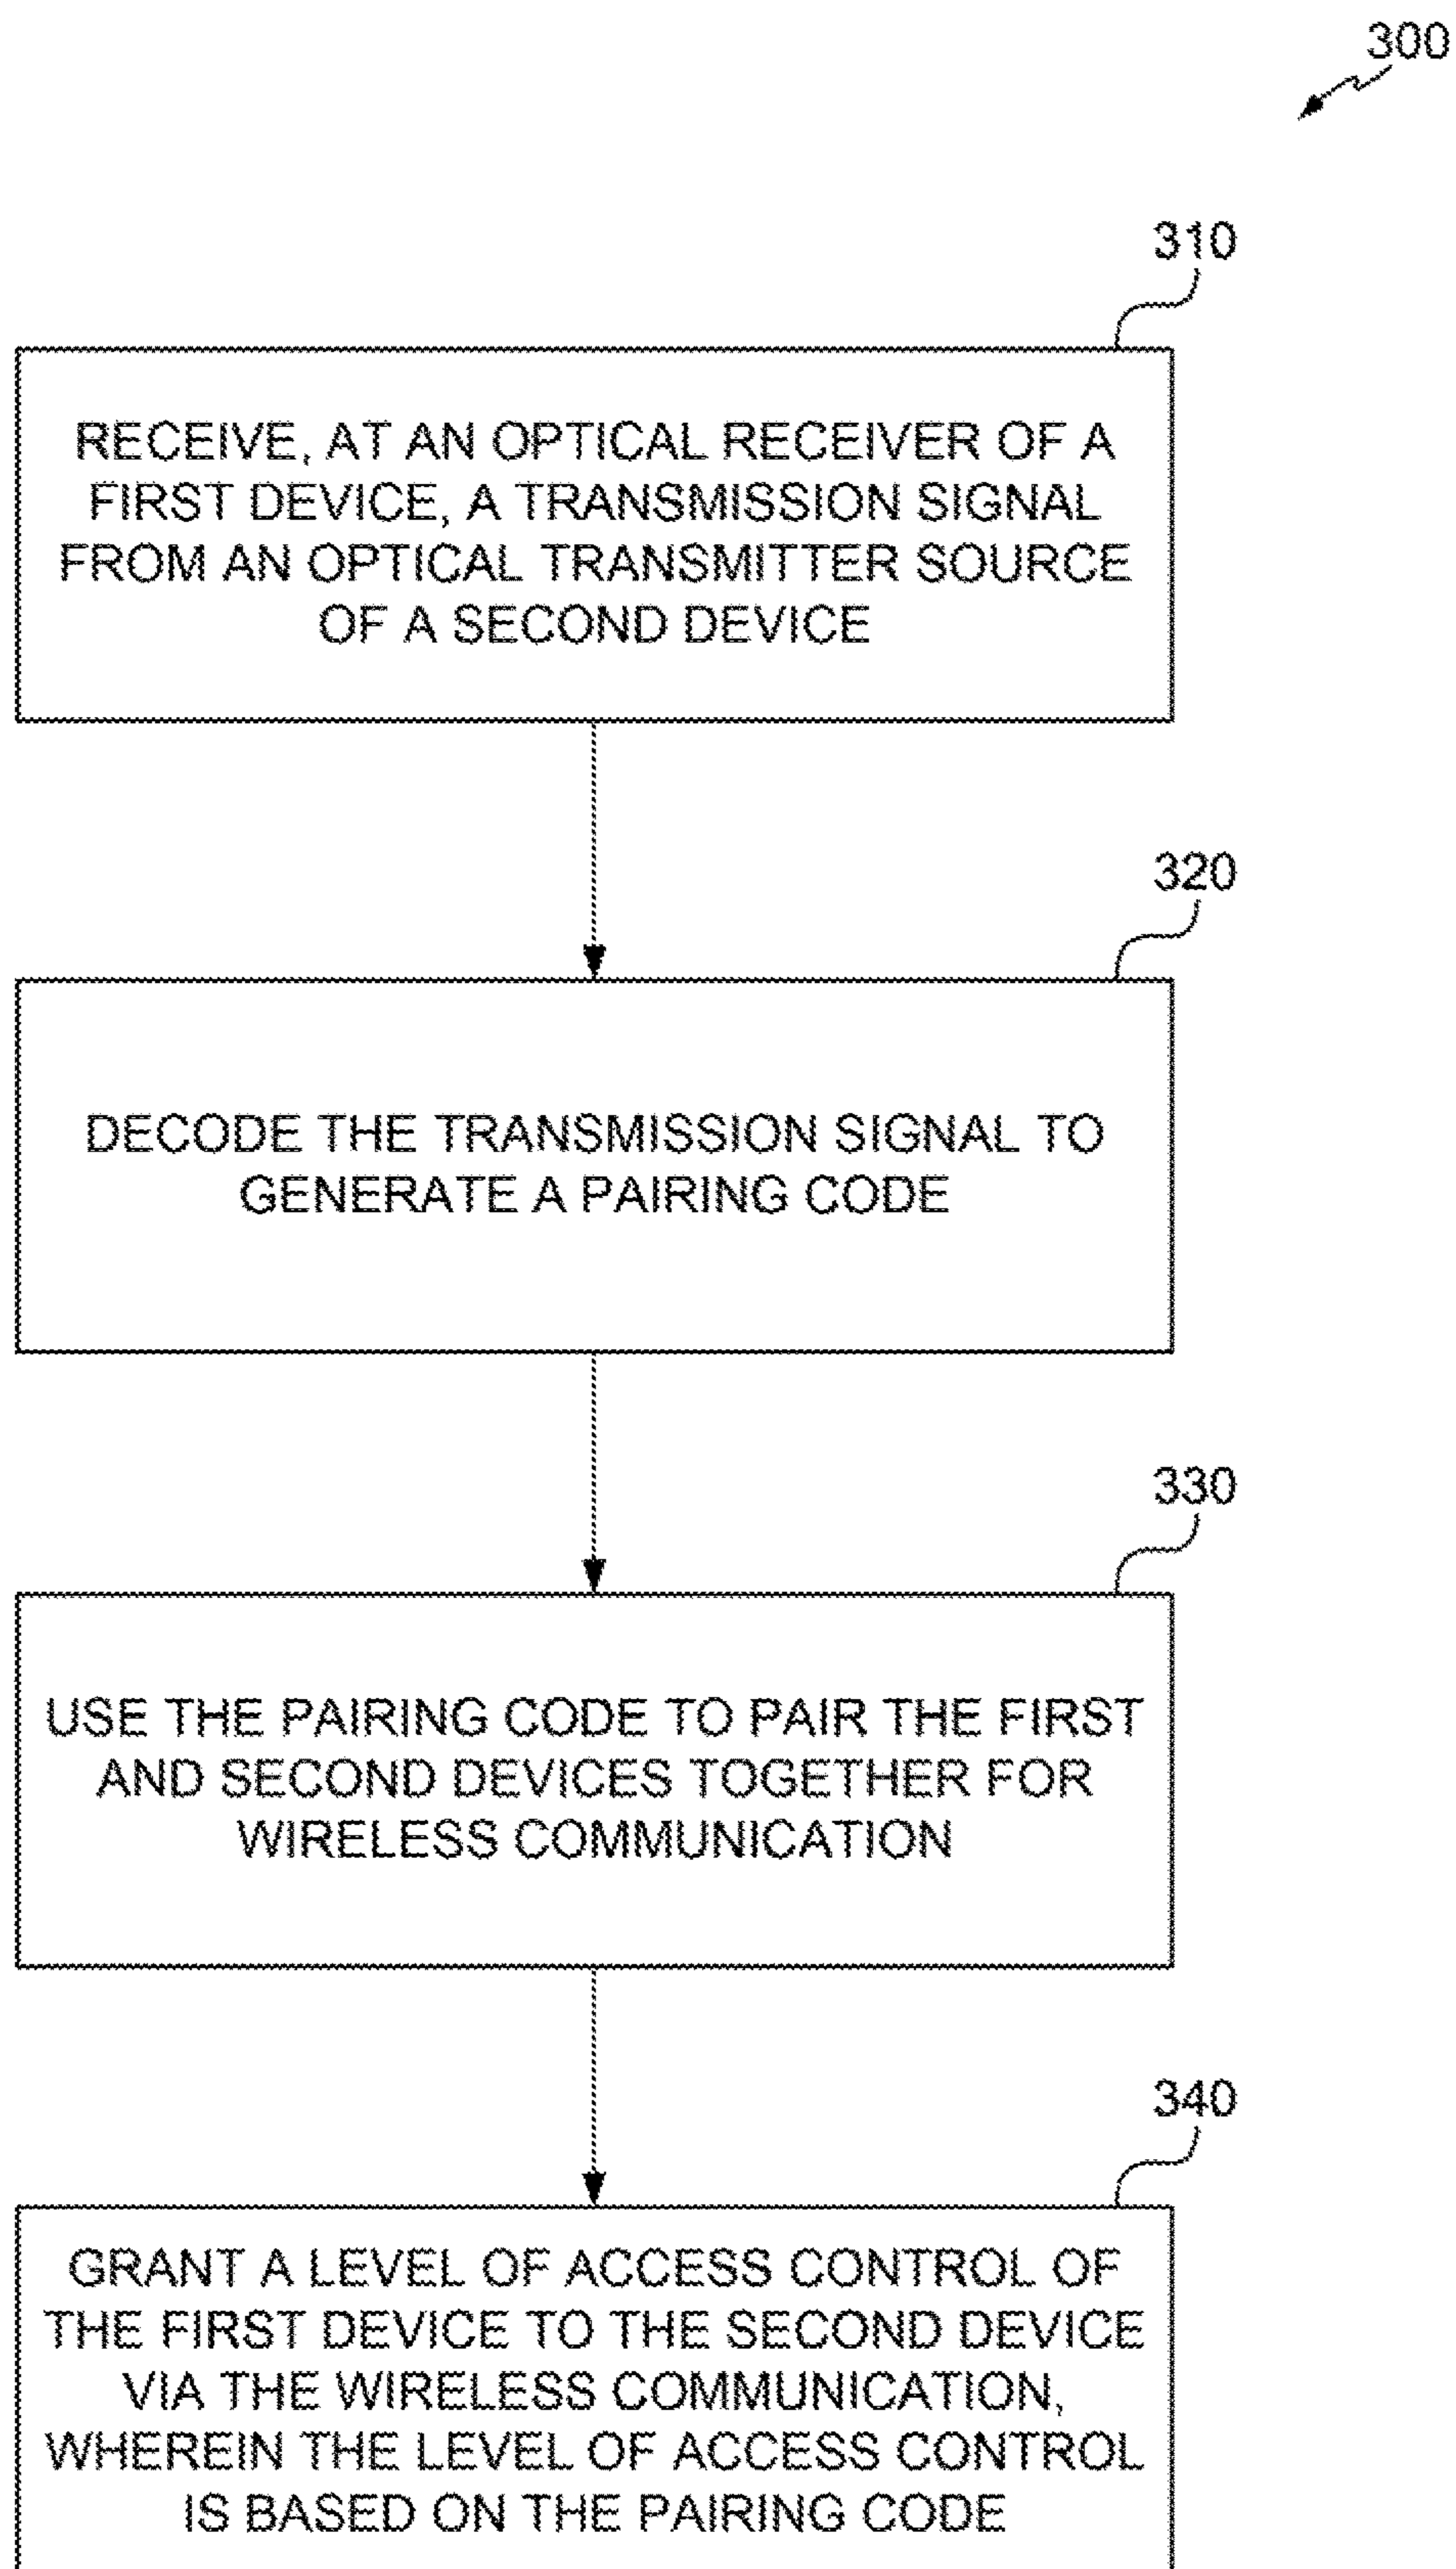 300
310
RECEIVE, AT AN OPTICAL RECEIVER OF A
FIRST DEVICE, A TRANSMISSION SIGNAL
FROM AN OPTICAL TRANSMITTER SOURCE
OF A SECOND DEVICE
320
DECODE THE TRANSMISSION SIGNAL TO
GENERATE A PAIRING CODE
330
USE THE PAIRING CODE TO PAIR THE FIRST
AND SECOND DEVICES TOGETHER FOR
WIRELESS COMMUNICATION
340
GRANT A LEVEL OF ACCESS CONTROL OF
THE FIRST DEVICE TO THE SECOND DEVICE
VIA THE WIRELESS COMMUNICATION,
WHEREIN THE LEVEL OF ACCESS CONTROL
IS BASED ON THE PAIRING CODE